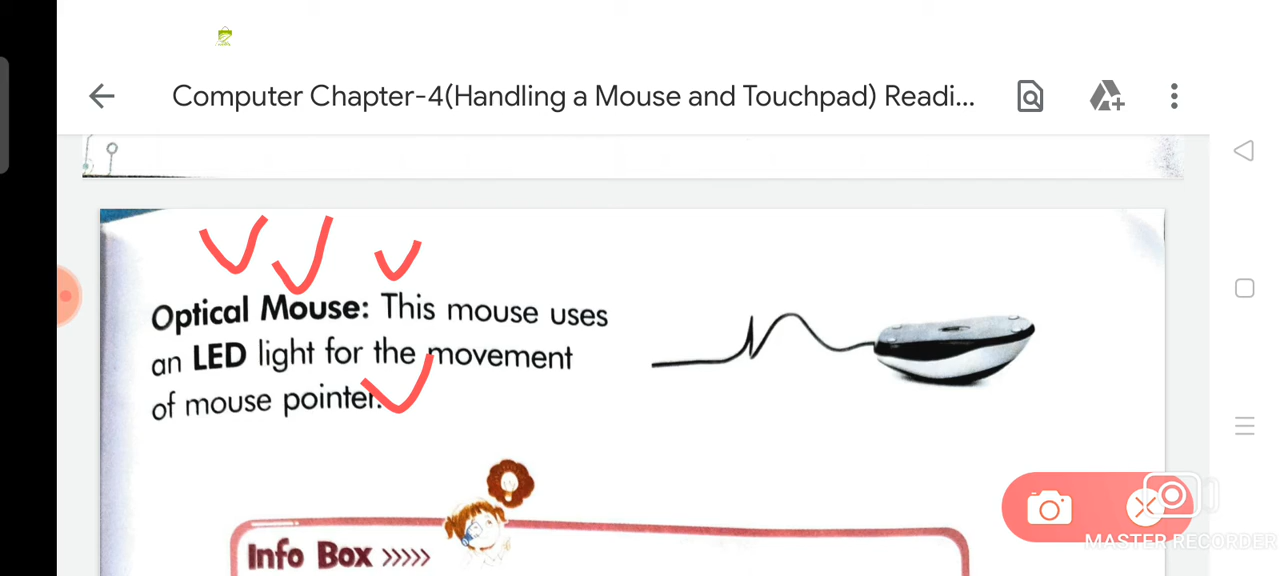 Computer Chapter-4(Handling a Mouse and Touchpad) Readi...
Optical Mouse: This mouse uses
an LED light for the movement
of mouse pointer.
Info Box >>>>>
MASTER RECORDER